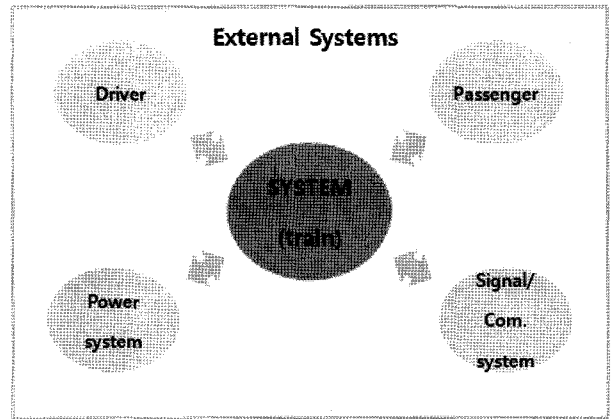 External Systems
Driver
Passenger
SYSTEM
(train)
Power
system
Signal/
Com.
system